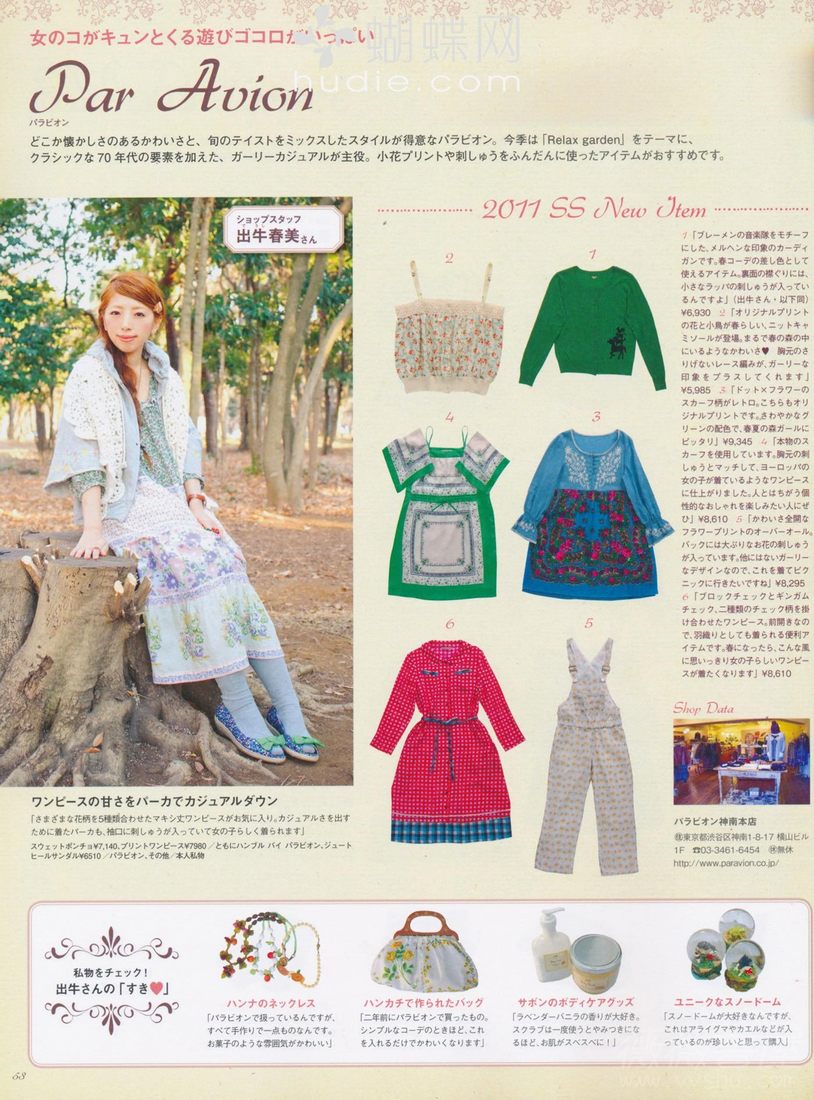 女のコがキュンとくる遊びゴコロがいっぱい
蝴蝶网
hudie.com
Par Avion
パラビオン
どこか懐かしさのあるかわいさと、旬のテイストをミックスしたスタイルが得意なパラビオン。今季は「Relax garden」をテーマに、
クラシックな70年代の要素を加えた、ガーリーカジュアルが主役。小花プリントや刺しゅうをふんだんに使ったアイテムがおすすめです。
ショップスタッフ
出牛春美さん
2011 SS New Item
2
1
4
3
6
5
1「ブレーメンの音楽隊をモチーフ
にした、メルヘンな印象のカーディ
ガンです。春コーデの差し色として
使えるアイテム。裏面の襟ぐりには、
小さなラッパの刺しゅうが入ってい
るんですよ」(出牛さん・以下同)
¥6,930 2「オリジナルプリント
の花と小鳥が春らしい、ニットキャ
ミソールが登場。まるで春の森の中
にいるようなかわいさ♥ 胸元のさ
りげないレース編みが、ガーリーな
印象をプラスしてくれます」
¥5,985 3「ドット×フラワーの
スカーフ柄がレトロ。こちらもオリ
ジナルプリントです。さわやかなグ
リーンの配色で、春夏の森ガールに
ピッタリ」¥9,345 4「本物のス
カーフを使用しています。胸元の刺
しゅうとマッチして、ヨーロッパの
女の子が着ているようなワンピース
に仕上がりました。人とはちがう個
性的なおしゃれを楽しみたい人にぜ
ひ」¥8,610 5「かわいさ全開な
フラワープリントのオーバーオール。
バックには大ぶりなお花の刺しゅう
が入っています。他にはないガーリー
なデザインなので、これを着てピク
ニックに行きたいですね」¥8,295
6「ブロックチェックとギンガム
チェック、二種類のチェック柄を掛
け合わせたワンピース。前開きなの
で、羽織りとしても着られる便利ア
イテムです。春になったら、こんな風
に思いっきり女の子らしいワンピー
スが着たくなります」¥8,610
Shop Data
パラビオン神南本店
㊟東京都渋谷区神南1-8-17 横山ビル
1F ☎03-3461-6454 ㊡無休
http://www.paravion.co.jp/
ワンピースの甘さをパーカでカジュアルダウン
「さまざまな花柄を5種類合わせたマキシ丈ワンピースがお気に入り。カジュアルさを出す
ために着たパーカも、袖口に刺しゅうが入っていて女の子らしく着られます」
スウェットポンチョ¥7,140、プリントワンピース¥7980/ともにハンブル バイ パラビオン、ジュート
ヒールサンダル¥6510/パラビオン、その他/本人私物
私物をチェック!
出牛さんの「すき♥」
ハンナのネックレス
「パラビオンで扱っているんですが、
すべて手作りで一点ものなんです。
お菓子のような雰囲気がかわいい」
ハンカチで作られたバッグ
「二年前にパラビオンで買ったもの。
シンプルなコーデのときほど、これ
を入れるだけでかわいくなります」
サボンのボディケアグッズ
「ラベンダーバニラの香りが大好き。
スクラブは一度使うとやみつきにな
るほど、お肌がスベスベに!」
ユニークなスノードーム
「スノードームが大好きなんですが、
これはアライグマやカエルなどが入
っているのが珍しいと思って購入」
53